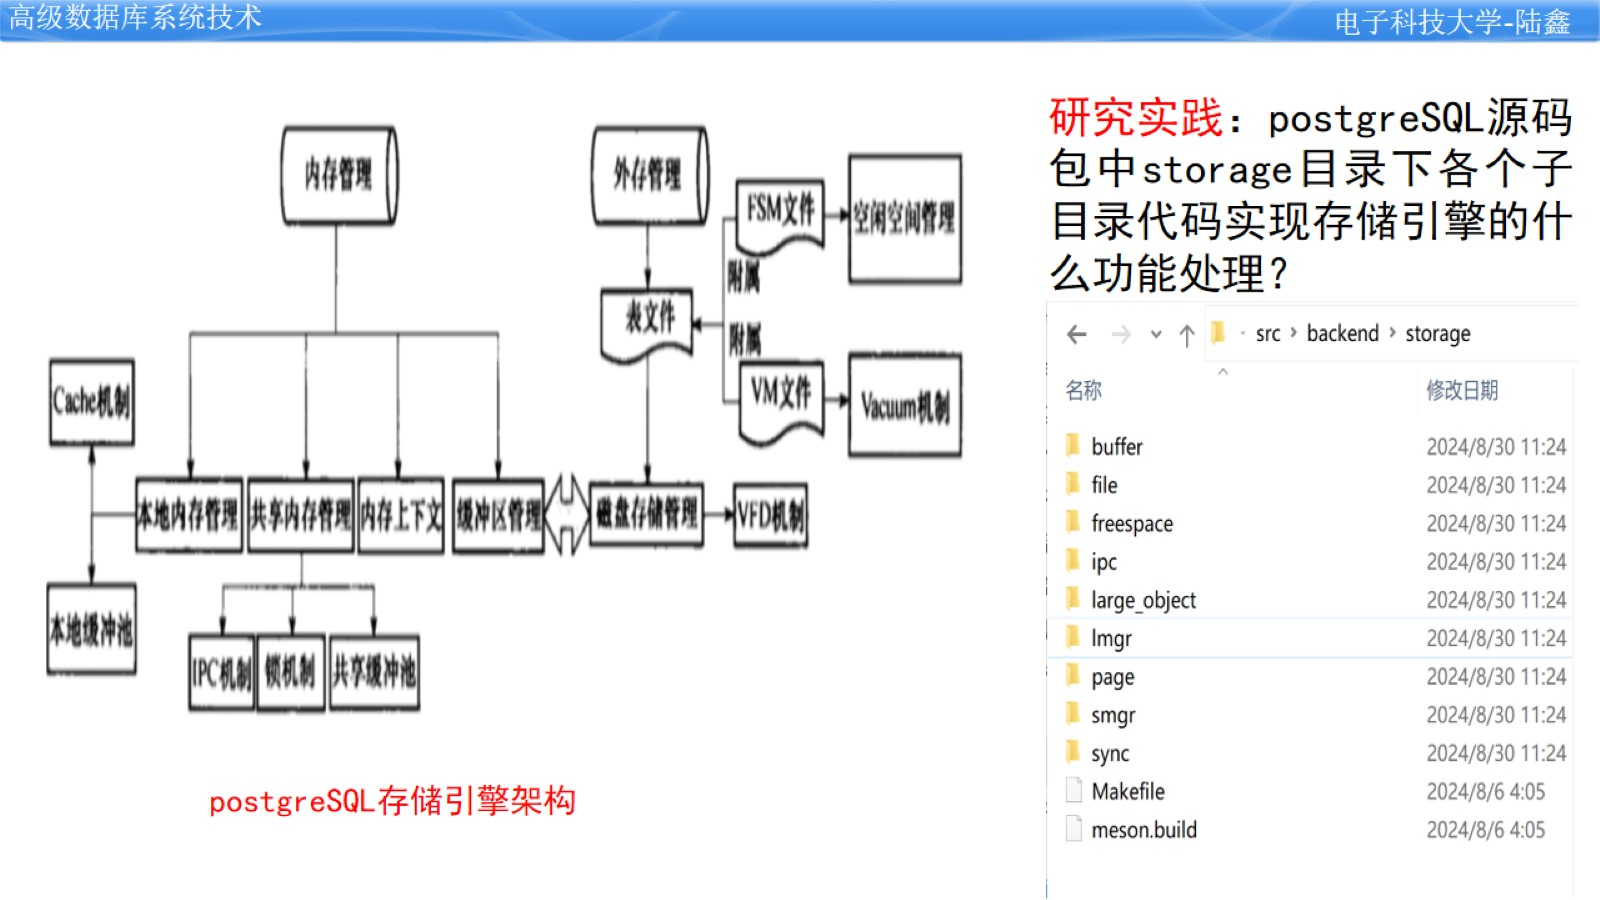 高级数据库系统技术
电子科技大学-陆鑫
内存管理
外存管理
FSM文件
空闲空间管理
附属
表文件
附属
VM文件
Vacuum机制
Cache机制
本地内存管理
共享内存管理
内存上下文
缓冲区管理
磁盘存储管理
VFD机制
本地缓冲池
IPC机制
锁机制
共享缓冲池
postgreSQL存储引擎架构
研究实践：postgreSQL源码
包中storage目录下各个子
目录代码实现存储引擎的什
么功能处理？
src › backend › storage
名称 修改日期
buffer 2024/8/30 11:24
file 2024/8/30 11:24
freespace 2024/8/30 11:24
ipc 2024/8/30 11:24
large_object 2024/8/30 11:24
lmgr 2024/8/30 11:24
page 2024/8/30 11:24
smgr 2024/8/30 11:24
sync 2024/8/30 11:24
Makefile 2024/8/6 4:05
meson.build 2024/8/6 4:05